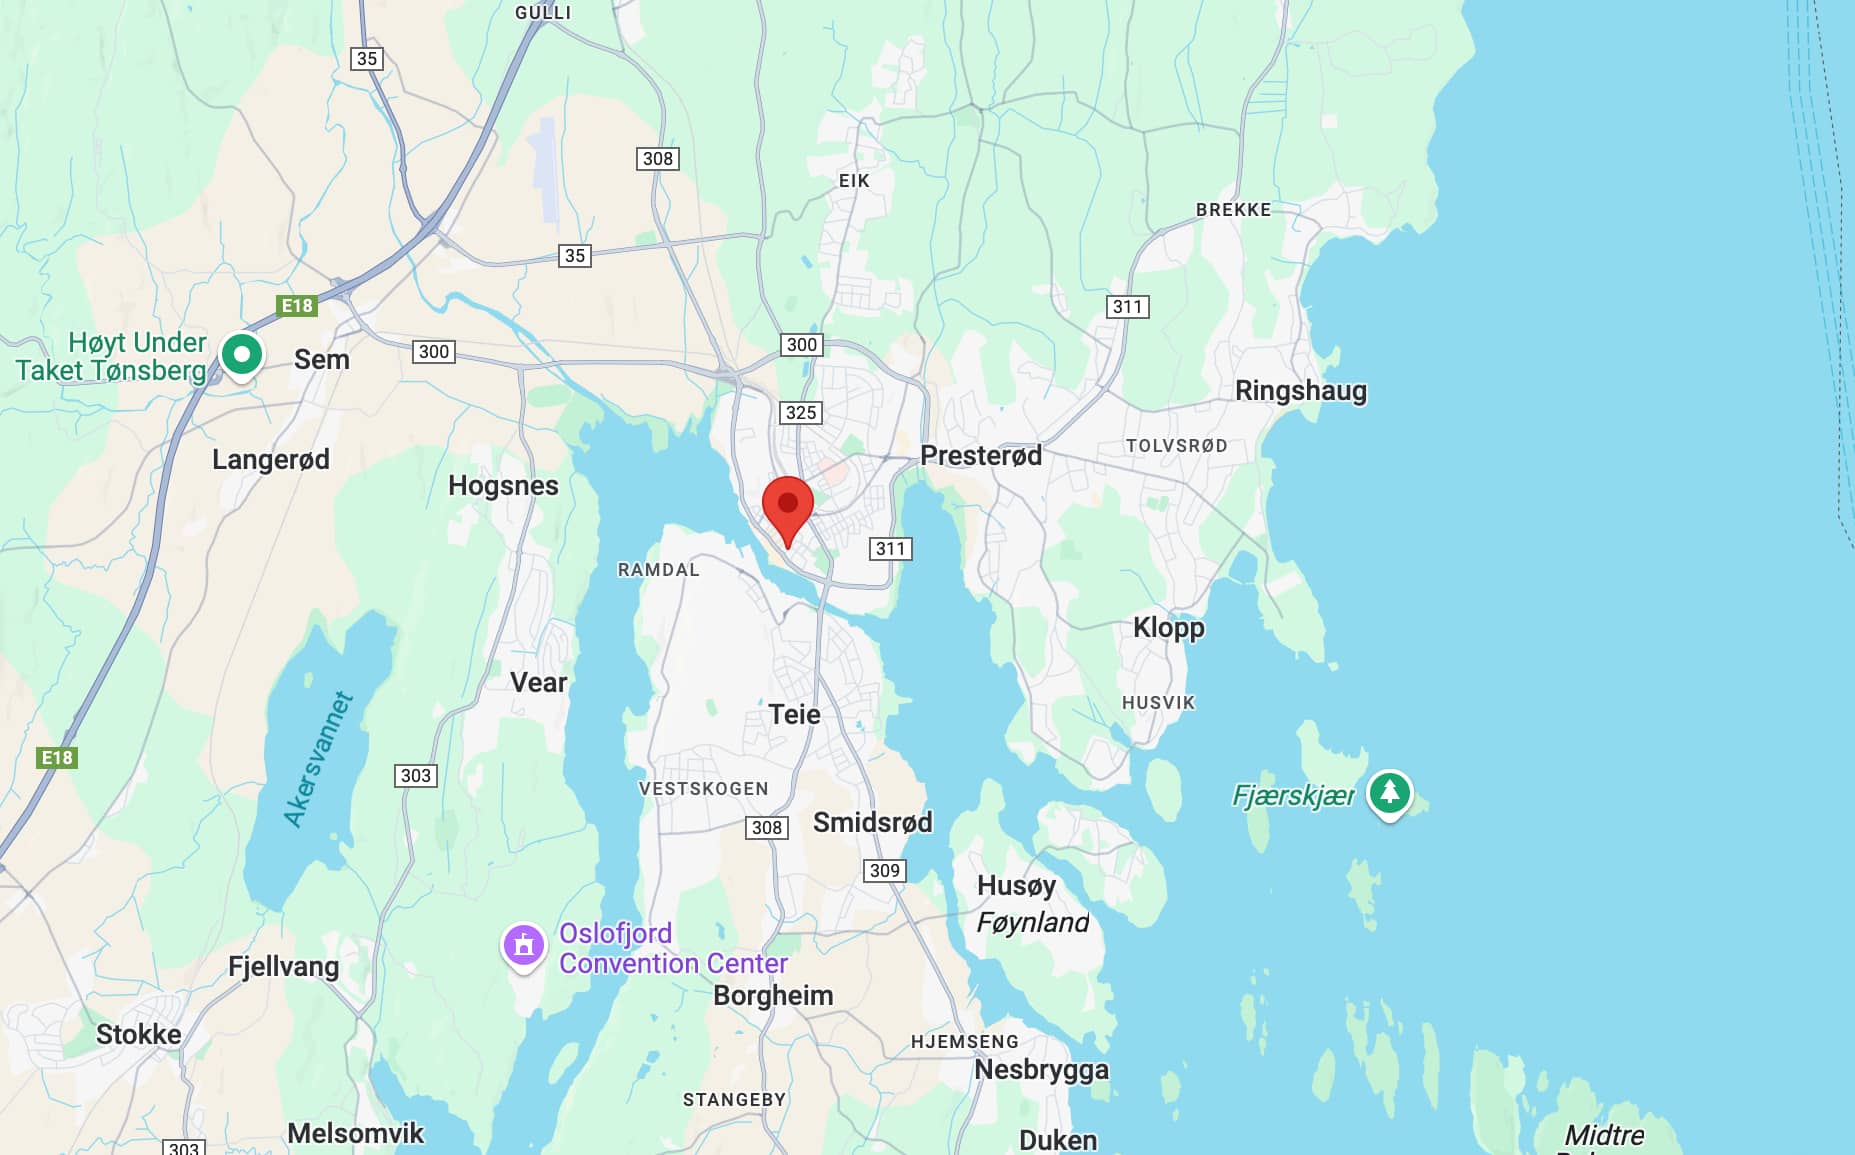 GULLI
35
308
EIK
BREKKE
35
E18
311
Høyt Under
Taket Tønsberg
Sem
300
300
Ringshaug
325
TOLVSRØD
Presterød
Langerød
Hogsnes
311
RAMDAL
Klopp
Vear
HUSVIK
Teie
Akersvannet
E18
303
VESTSKOGEN
Fjærskjær
308
Smidsrød
309
Husøy
Føynland
Oslofjord
Convention Center
Fjellvang
Borgheim
Stokke
HJEMSENG
Nesbrygga
STANGEBY
Melsomvik
Duken
Midtre
303